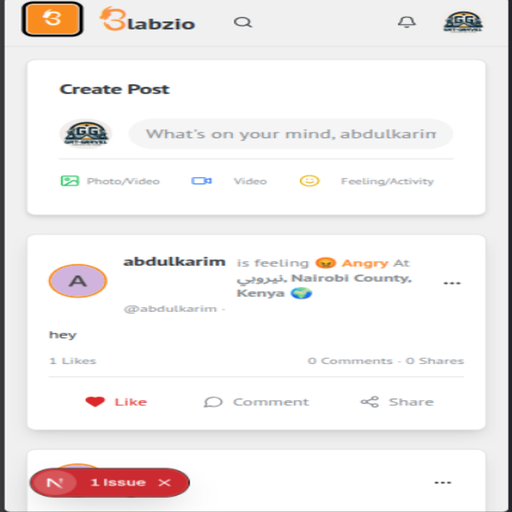 3labzio
Create Post
What's on your mind, abdulkarim
Photo/Video
Video
Feeling/Activity
A
abdulkarim is feeling 😡 Angry At
نيروبي, Nairobi County,
Kenya 🌍
@abdulkarim ·
hey
1 Likes
0 Comments · 0 Shares
Like
Comment
Share
N
1 Issue ×